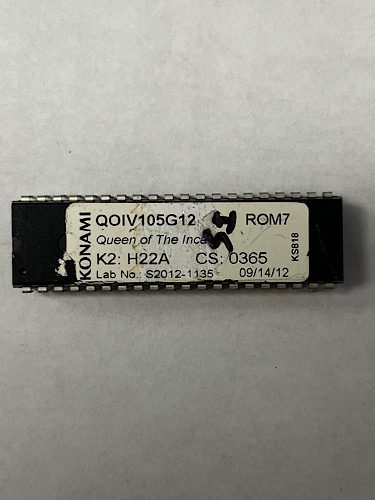 KONAMI
QOIV105G12 ROM7
Queen of The Inca
K2: H22A CS: 0365
Lab No.: S2012-1135 09/14/12
KS818